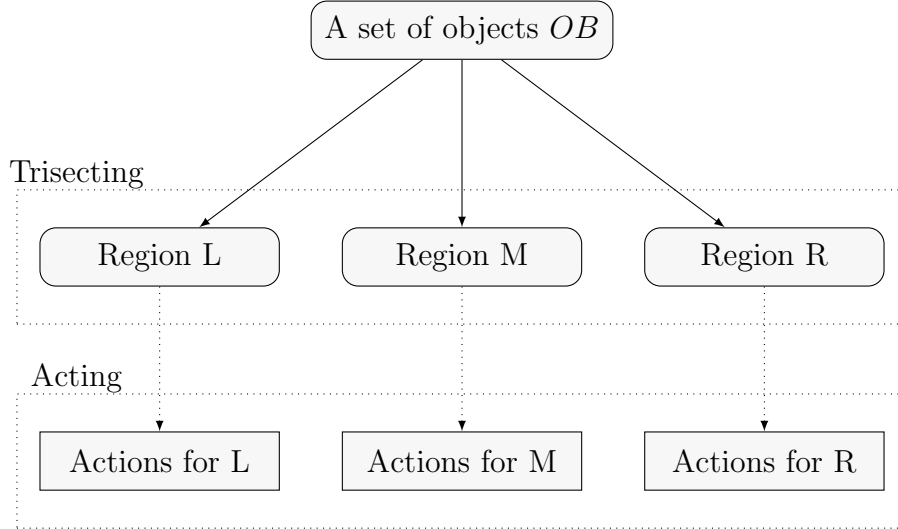 A set of objects OB
Trisecting
Region L
Region M
Region R
Acting
Actions for L
Actions for M
Actions for R